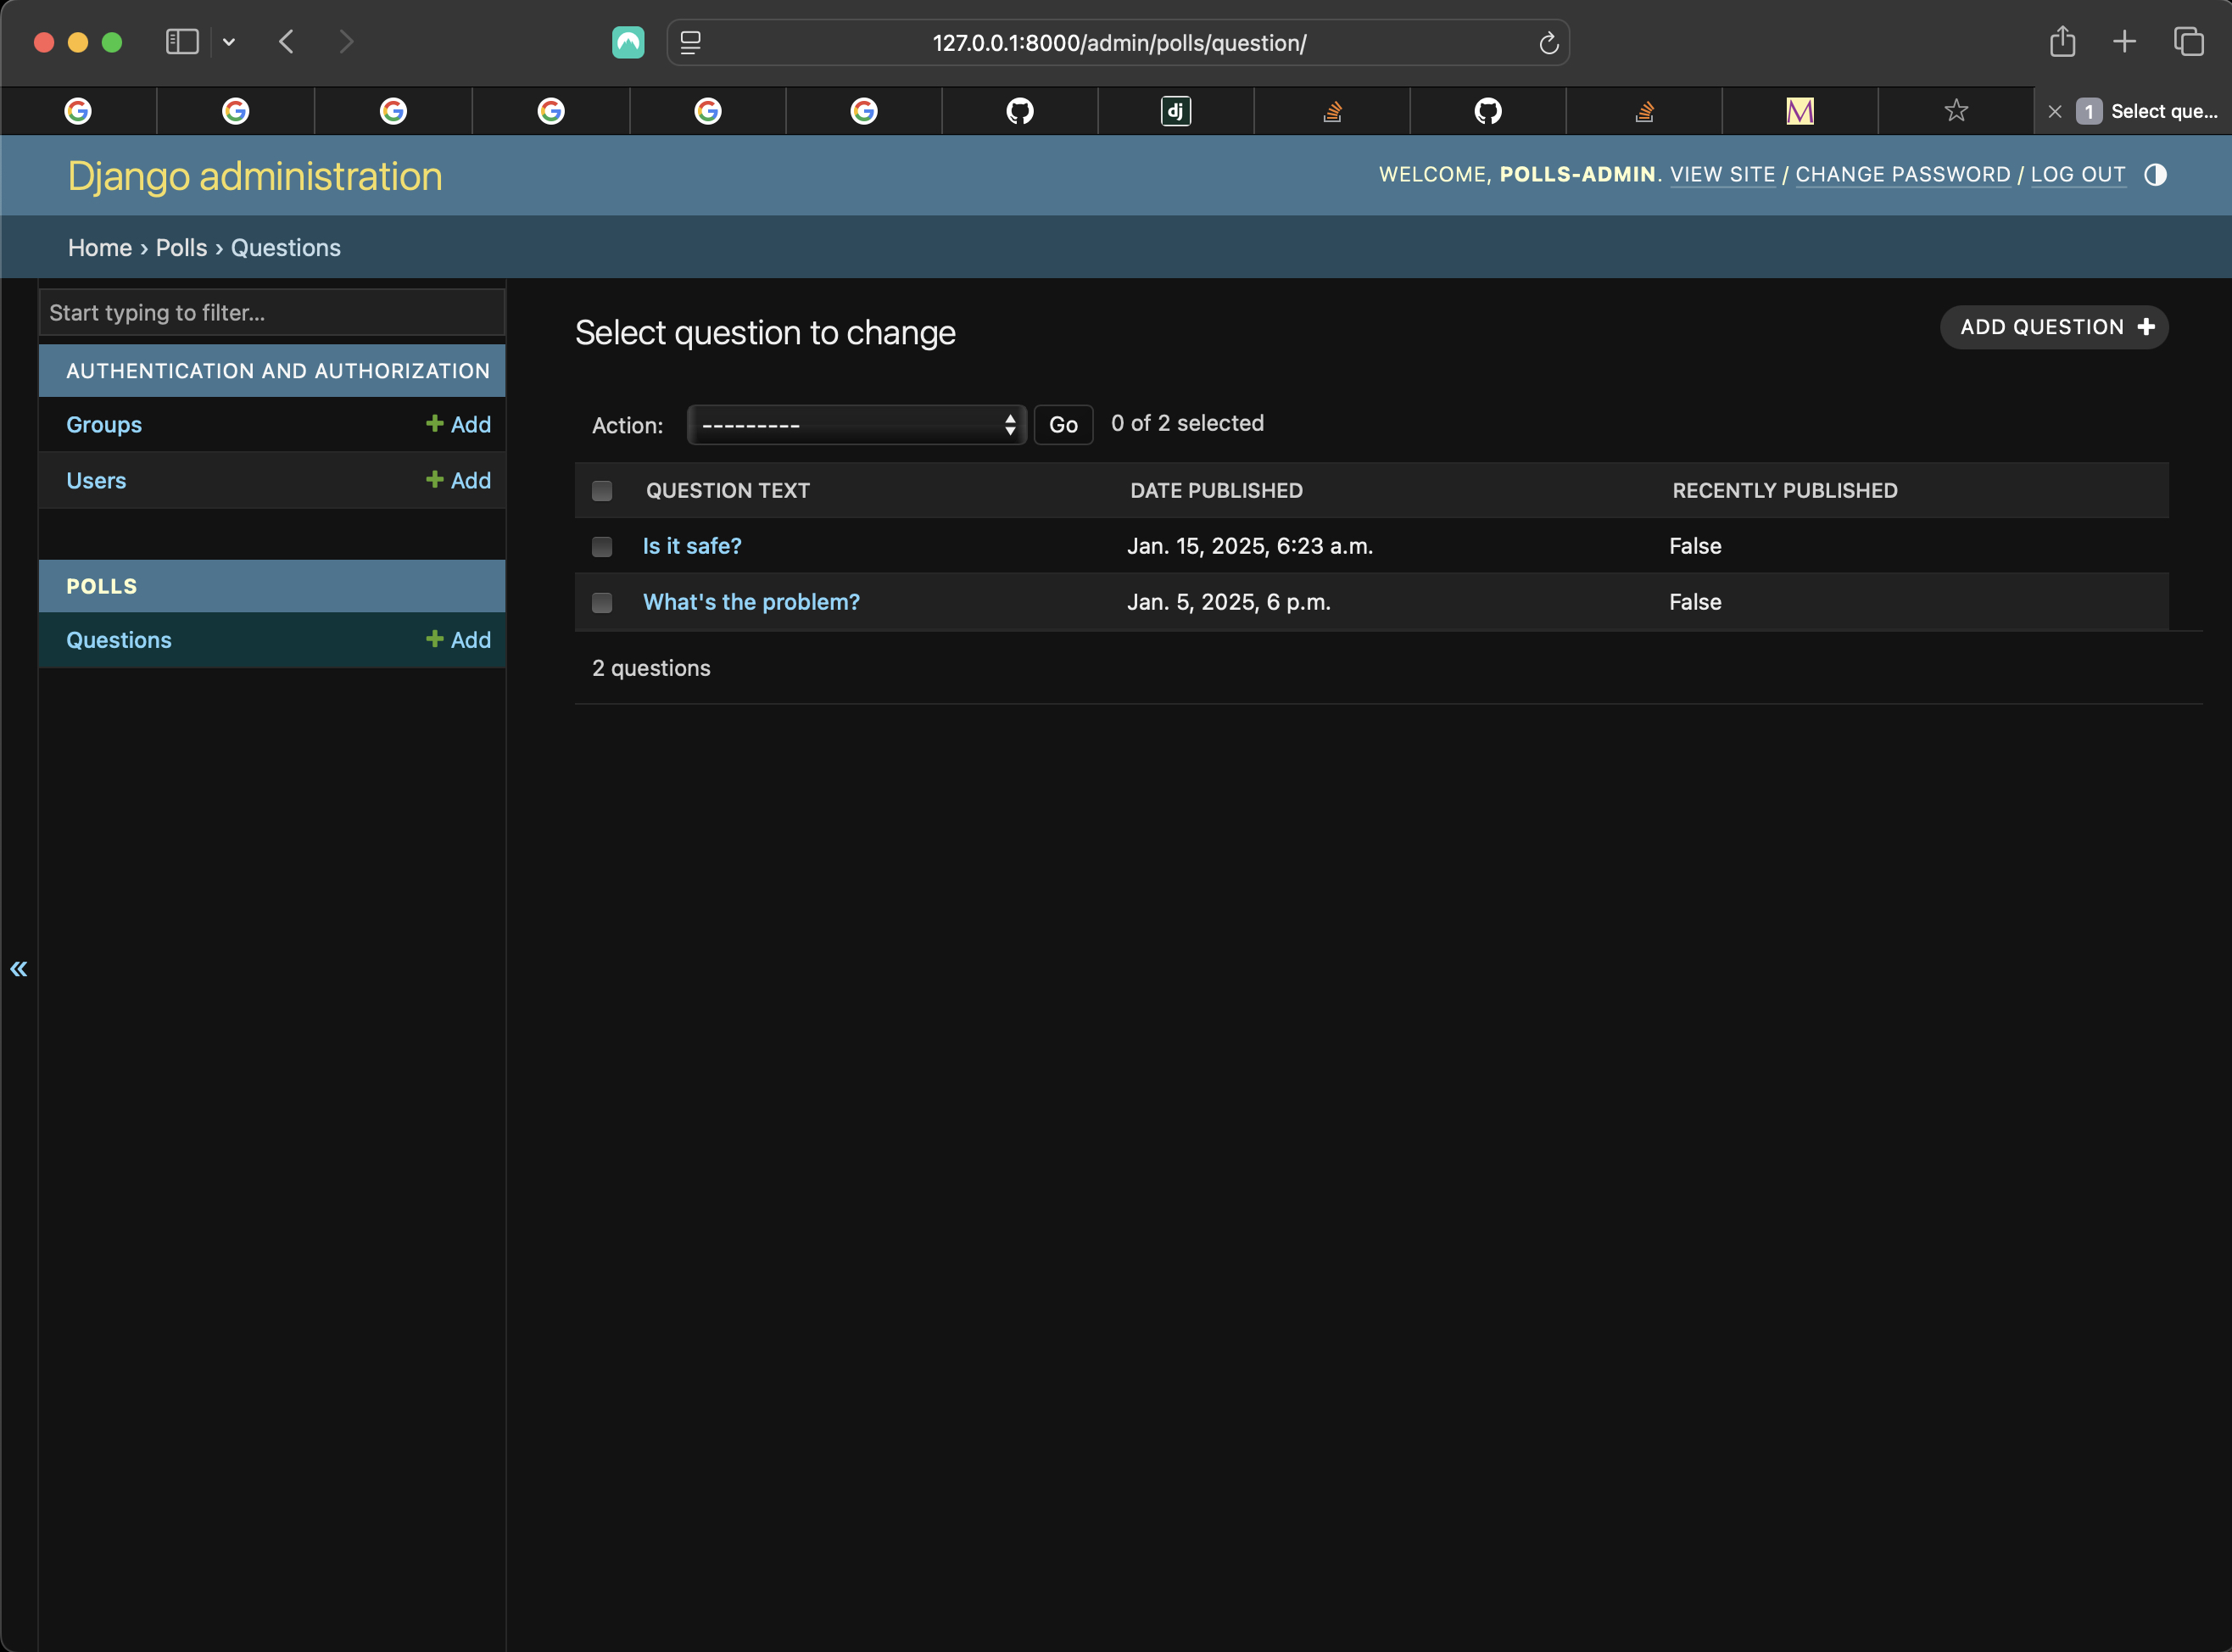 127.0.0.1:8000/admin/polls/question/
dj
M
1 Select que...
Django administration
WELCOME, POLLS-ADMIN. VIEW SITE / CHANGE PASSWORD / LOG OUT
Home › Polls › Questions
Start typing to filter...
AUTHENTICATION AND AUTHORIZATION
Groups + Add
Users + Add
POLLS
Questions + Add
«
Select question to change
ADD QUESTION +
Action: --------- Go 0 of 2 selected
QUESTION TEXT DATE PUBLISHED RECENTLY PUBLISHED
Is it safe? Jan. 15, 2025, 6:23 a.m. False
What's the problem? Jan. 5, 2025, 6 p.m. False
2 questions